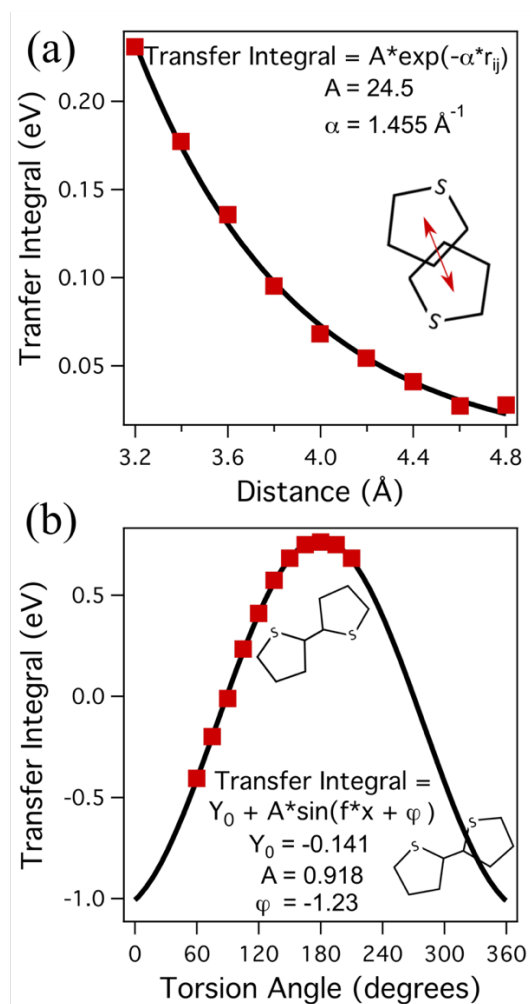 (a)
Transfer Integral = A*exp(-α*r_ij)
A = 24.5
α = 1.455 Å⁻¹
S
S
Tranfer Integral (eV)
0.20
0.15
0.10
0.05
3.2 3.6 4.0 4.4 4.8
Distance (Å)
(b)
Transfer Integral (eV)
0.5
0.0
-0.5
-1.0
S
S
Transfer Integral =
Y₀ + A*sin(f*x + φ)
Y₀ = -0.141
A = 0.918
φ = -1.23
S
S
0 60 120 180 240 300 360
Torsion Angle (degrees)